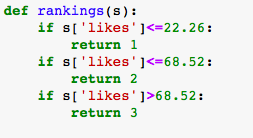 def rankings(s):
    if s['likes']<=22.26:
        return 1
    if s['likes']<=68.52:
        return 2
    if s['likes']>68.52:
        return 3